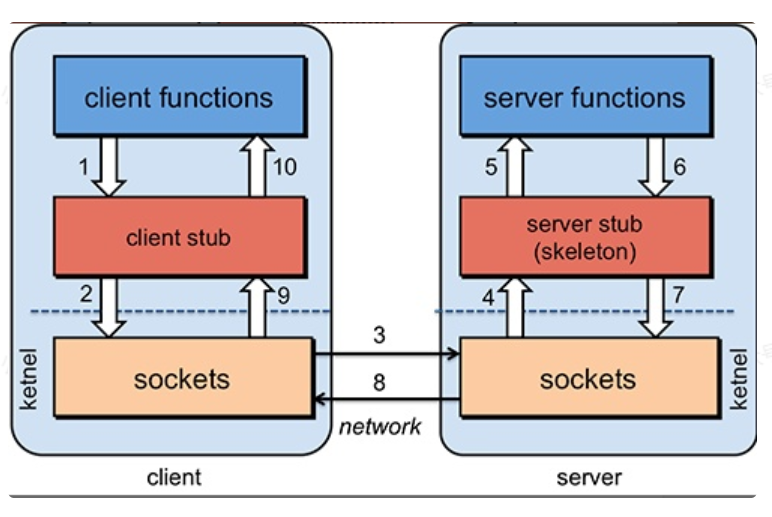 client functions
server functions
1
10
5
6
client stub
server stub
(skeleton)
2
9
4
7
3
ketnel
sockets
8
sockets
ketnel
network
client
server